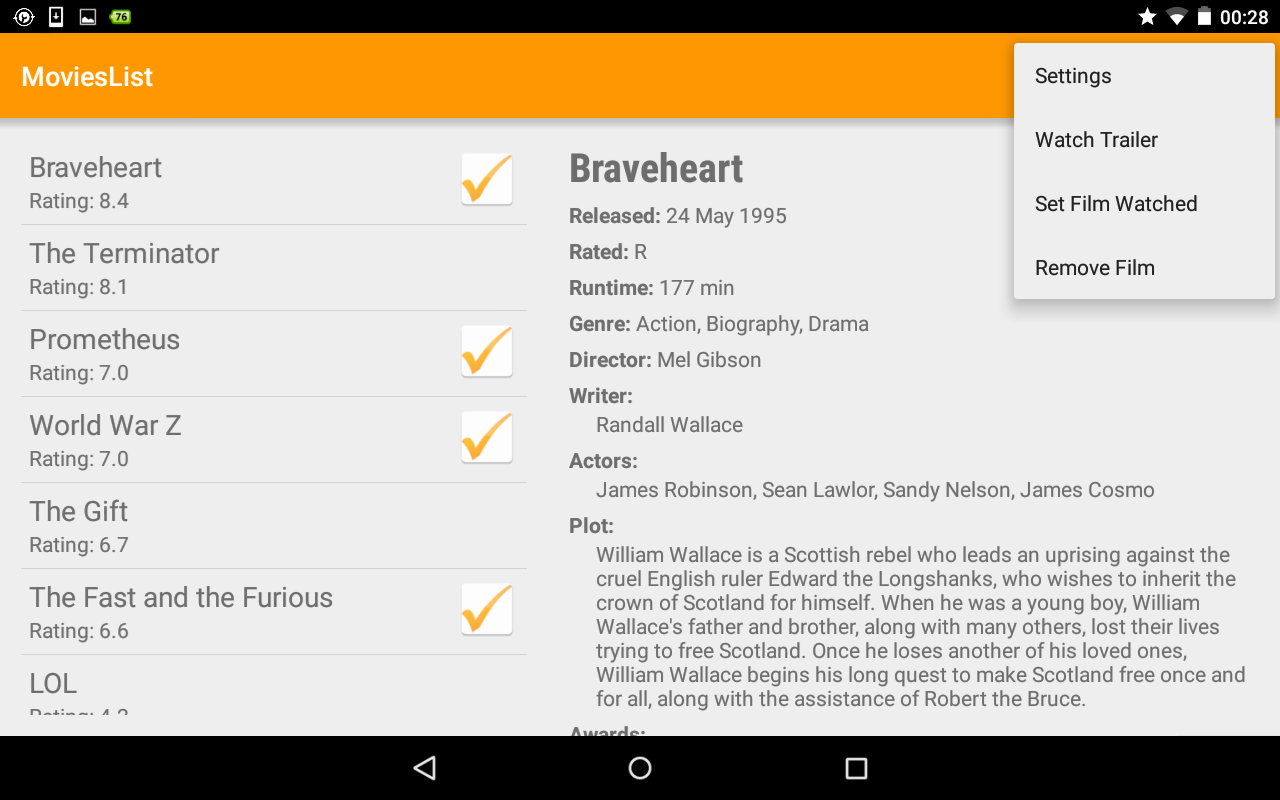 76
00:28
MoviesList
Settings
Watch Trailer
Set Film Watched
Remove Film
Braveheart
Rating: 8.4
The Terminator
Rating: 8.1
Prometheus
Rating: 7.0
World War Z
Rating: 7.0
The Gift
Rating: 6.7
The Fast and the Furious
Rating: 6.6
LOL
Rating: 4.2
Braveheart
Released: 24 May 1995
Rated: R
Runtime: 177 min
Genre: Action, Biography, Drama
Director: Mel Gibson
Writer:
Randall Wallace
Actors:
James Robinson, Sean Lawlor, Sandy Nelson, James Cosmo
Plot:
William Wallace is a Scottish rebel who leads an uprising against the
cruel English ruler Edward the Longshanks, who wishes to inherit the
crown of Scotland for himself. When he was a young boy, William
Wallace's father and brother, along with many others, lost their lives
trying to free Scotland. Once he loses another of his loved ones,
William Wallace begins his long quest to make Scotland free once and
for all, along with the assistance of Robert the Bruce.
Awards: